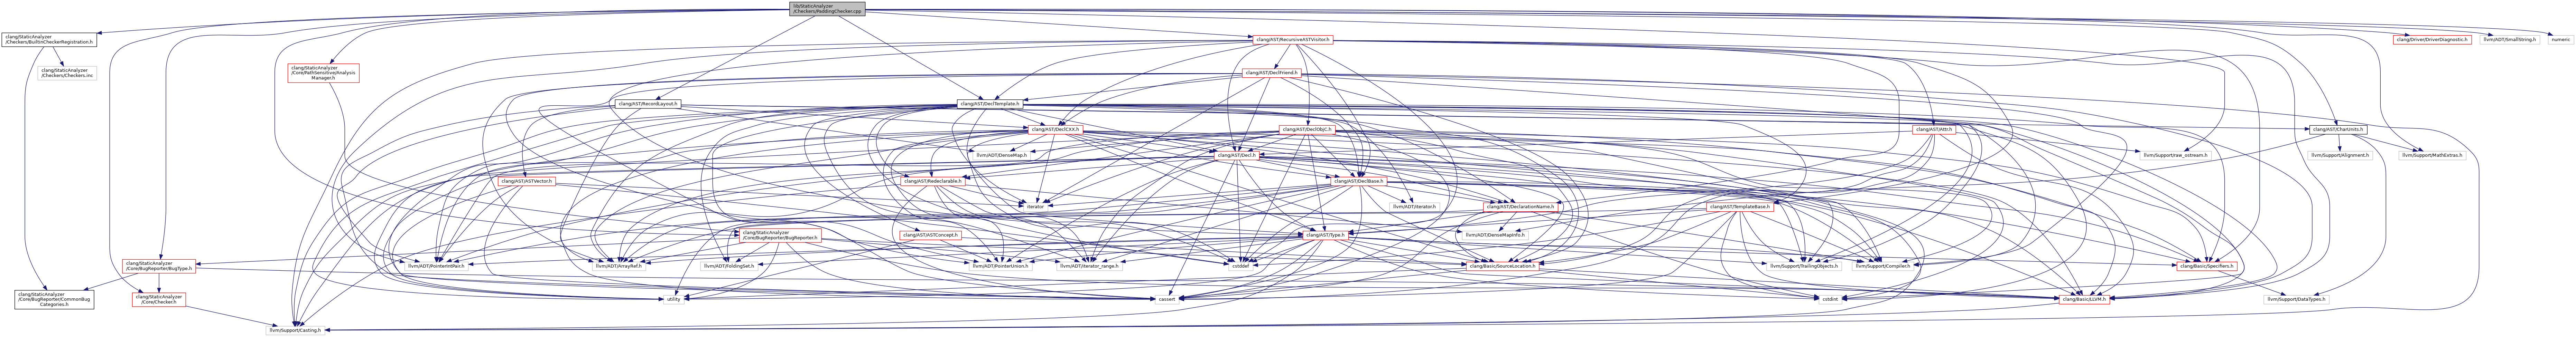 lib/StaticAnalyzer
/Checkers/PaddingChecker.cpp
clang/StaticAnalyzer
/Checkers/BuiltinCheckerRegistration.h
clang/AST/RecursiveASTVisitor.h
clang/Driver/DriverDiagnostic.h
llvm/ADT/SmallString.h
numeric
clang/StaticAnalyzer
/Checkers/Checkers.inc
clang/StaticAnalyzer
/Core/PathSensitive/Analysis
Manager.h
clang/AST/DeclFriend.h
clang/AST/RecordLayout.h
clang/AST/DeclTemplate.h
clang/AST/DeclCXX.h
clang/AST/DeclObjC.h
clang/AST/Attr.h
clang/AST/CharUnits.h
llvm/ADT/DenseMap.h
clang/AST/Decl.h
llvm/Support/raw_ostream.h
llvm/Support/Alignment.h
llvm/Support/MathExtras.h
clang/AST/ASTVector.h
clang/AST/Redeclarable.h
clang/AST/DeclBase.h
iterator
llvm/ADT/iterator.h
clang/AST/DeclarationName.h
clang/AST/TemplateBase.h
clang/StaticAnalyzer
/Core/BugReporter/BugReporter.h
clang/AST/ASTConcept.h
clang/AST/Type.h
llvm/ADT/DenseMapInfo.h
clang/StaticAnalyzer
/Core/BugReporter/BugType.h
llvm/ADT/PointerIntPair.h
llvm/ADT/ArrayRef.h
llvm/ADT/FoldingSet.h
llvm/ADT/PointerUnion.h
llvm/ADT/iterator_range.h
cstddef
clang/Basic/SourceLocation.h
llvm/Support/TrailingObjects.h
llvm/Support/Compiler.h
clang/Basic/Specifiers.h
clang/StaticAnalyzer
/Core/BugReporter/CommonBug
Categories.h
clang/StaticAnalyzer
/Core/Checker.h
utility
cassert
cstdint
clang/Basic/LLVM.h
llvm/Support/DataTypes.h
llvm/Support/Casting.h